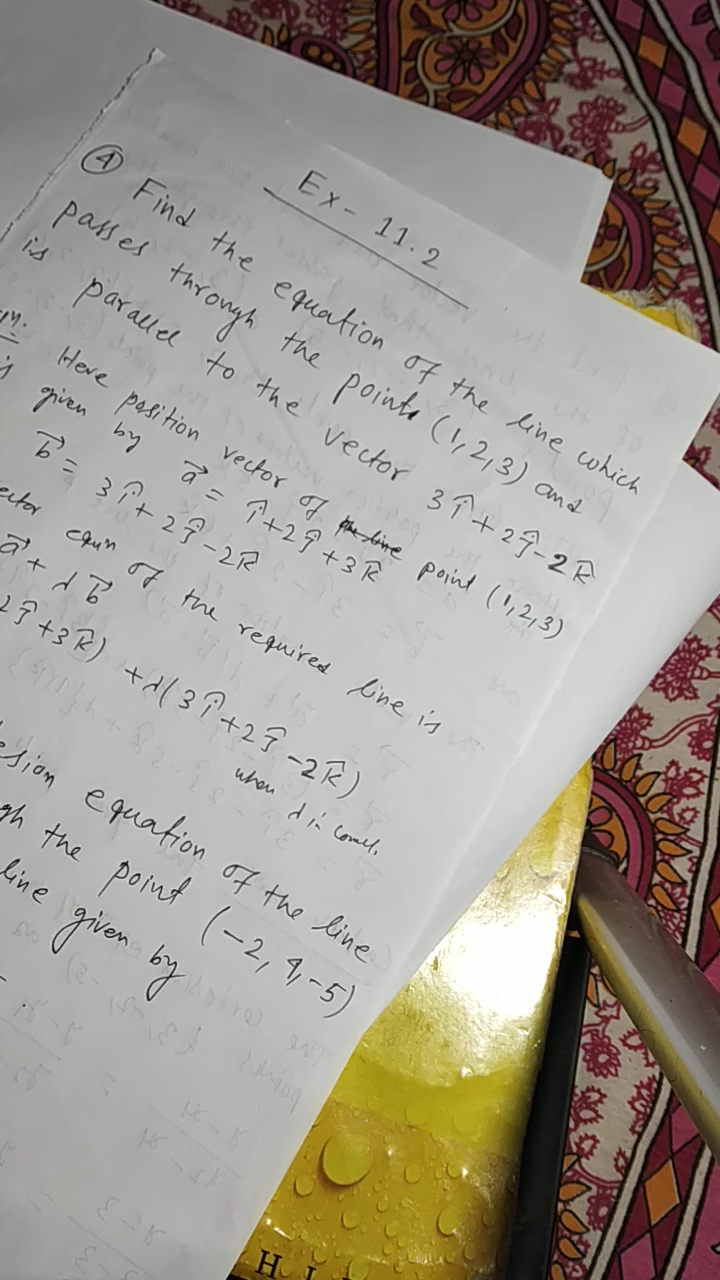 Ex- 11.2
④ Find the equation of the line which
passes through the point (1,2,3) and
is parallel to the vector 3î+2ĵ-2k̂
Here position vector of point (1,2,3)
is given by a⃗ = î+2ĵ+3k̂
b⃗ = 3î+2ĵ-2k̂
eqn of the required line is
a⃗+ λb⃗
2ĵ+3k̂) +λ(3î+2ĵ-2k̂)
when λ is const.
equation of the line
the point (-2, 4,-5)
line given by
H